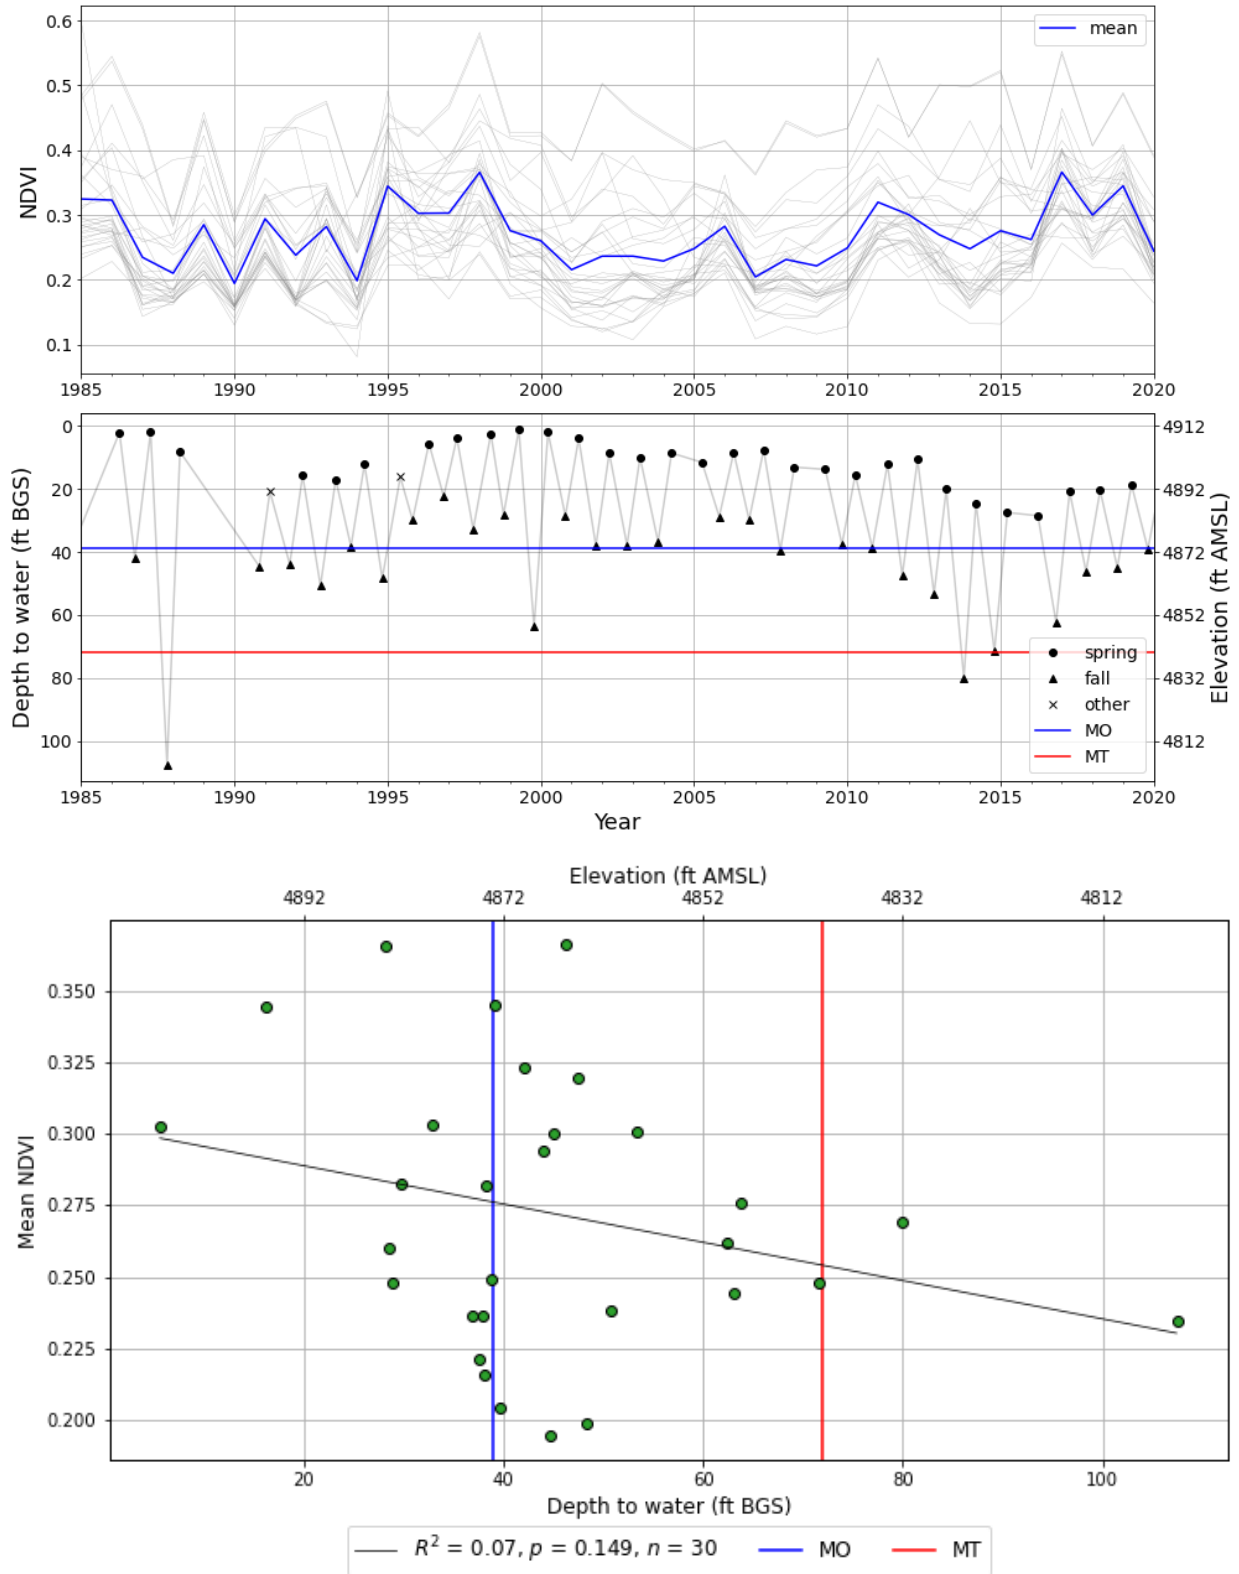 0.6
mean
0.5
0.4
NDVI
0.3
0.2
0.1
1985 1990 1995 2000 2005 2010 2015 2020
0 4912
20 4892
40 4872
60 4852
80 4832
100 4812
Depth to water (ft BGS)
Elevation (ft AMSL)
spring
fall
other
MO
MT
1985 1990 1995 2000 2005 2010 2015 2020
Year
Elevation (ft AMSL)
4892 4872 4852 4832 4812
0.350
0.325
0.300
0.275
0.250
0.225
0.200
Mean NDVI
20 40 60 80 100
Depth to water (ft BGS)
R² = 0.07, p = 0.149, n = 30 MO MT